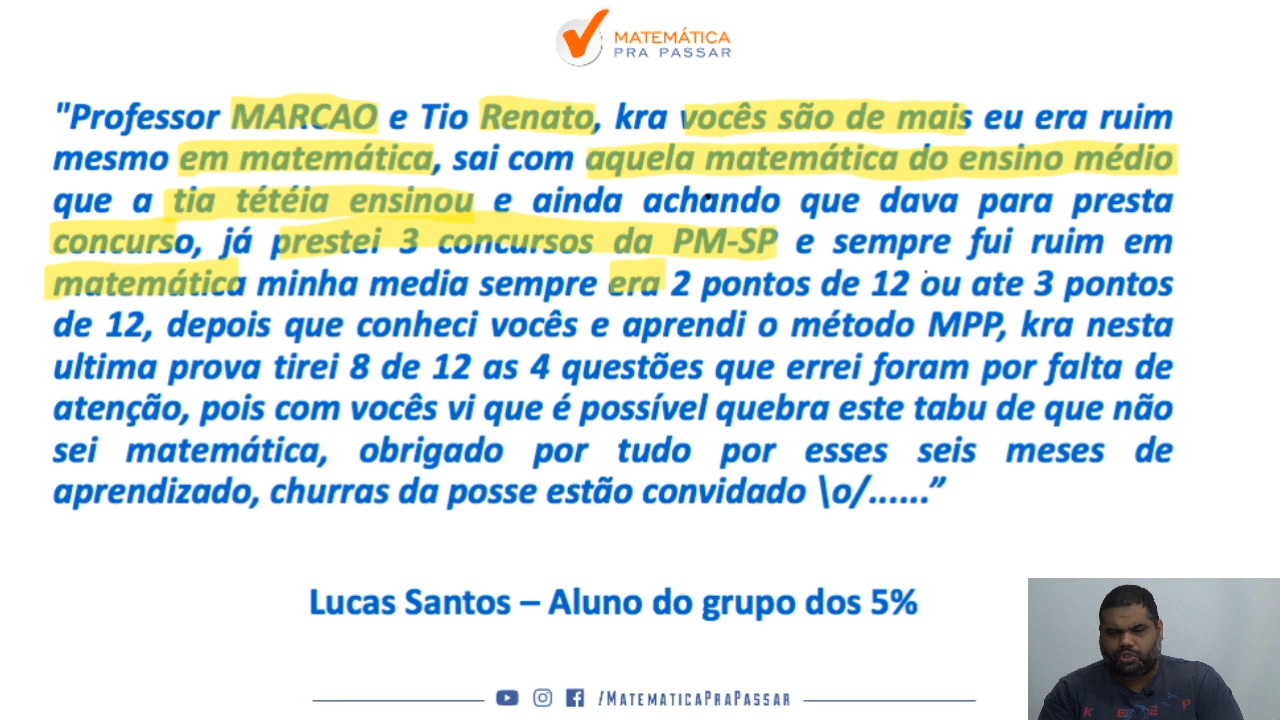 MATEMÁTICA
PRA PASSAR
"Professor MARCAO e Tio Renato, kra vocês são de mais eu era ruim
mesmo em matemática, sai com aquela matemática do ensino médio
que a tia tétéia ensinou e ainda achando que dava para presta
concurso, já prestei 3 concursos da PM-SP e sempre fui ruim em
matemática minha media sempre era 2 pontos de 12 ou ate 3 pontos
de 12, depois que conheci vocês e aprendi o método MPP, kra nesta
ultima prova tirei 8 de 12 as 4 questões que errei foram por falta de
atenção, pois com vocês vi que é possível quebra este tabu de que não
sei matemática, obrigado por tudo por esses seis meses de
aprendizado, churras da posse estão convidado \o/......”
Lucas Santos – Aluno do grupo dos 5%
/MATEMATICAPRAPASSAR
K E E P